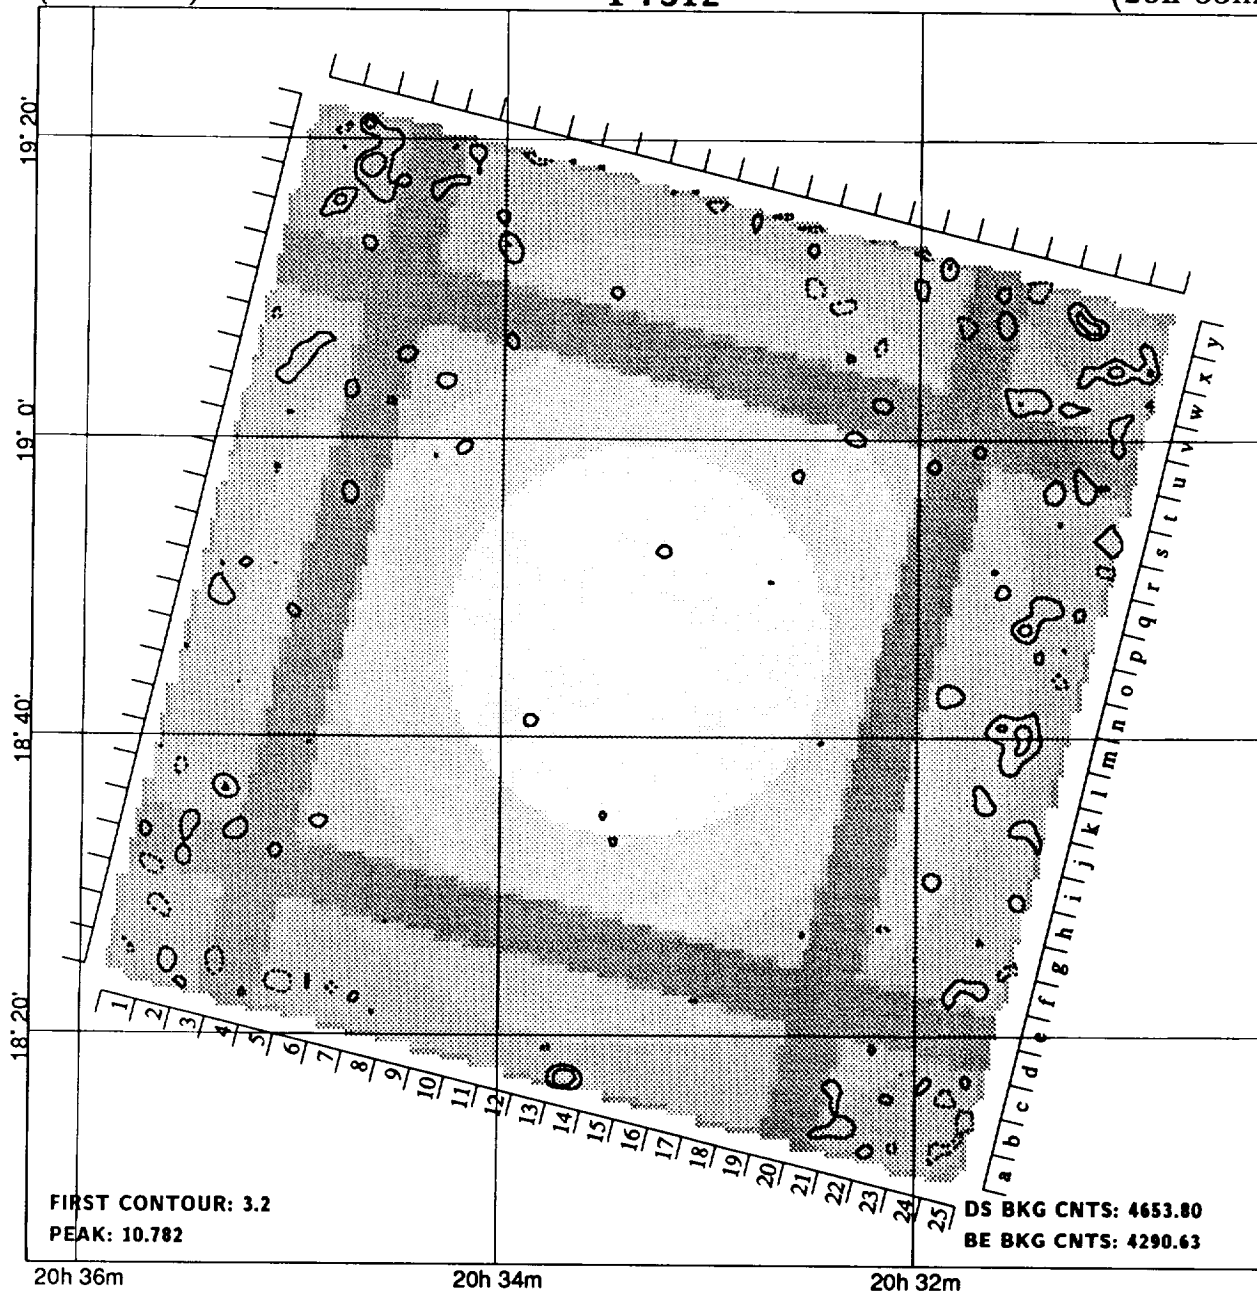 19° 20'
19° 0'
18° 40'
18° 20'
y
x
w
v
u
t
s
r
q
p
o
n
m
l
k
j
i
h
g
f
e
d
c
b
a
1 2 3 4 5 6 7 8 9 10 11 12 13 14 15 16 17 18 19 20 21 22 23 24 25
FIRST CONTOUR: 3.2
PEAK: 10.782
DS BKG CNTS: 4653.80
BE BKG CNTS: 4290.63
20h 36m 20h 34m 20h 32m